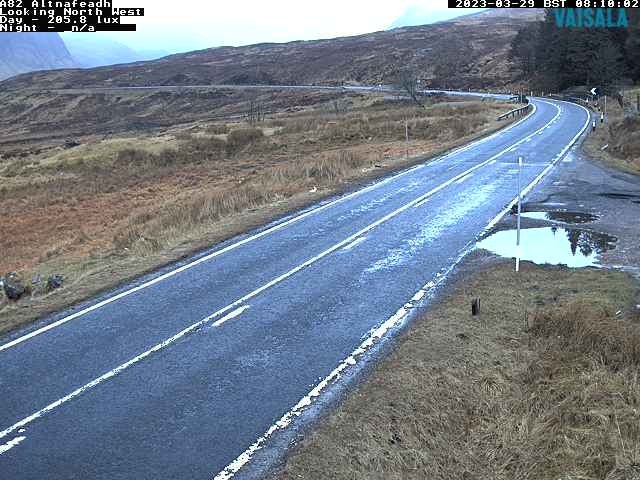 A82 Altnafeadh
Looking North West
Day - 205.8 lux
Night - n/a
2023-03-29 BST 08:10:02
VAISALA